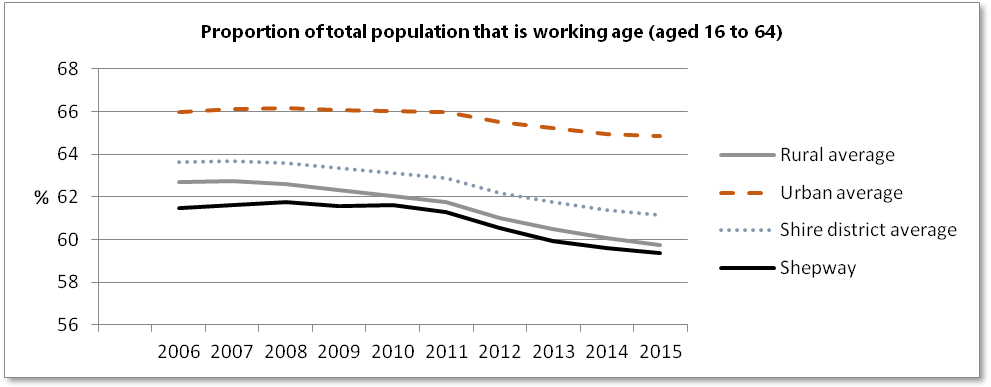 Proportion of total population that is working age (aged 16 to 64)
68
66
64
62
60
58
56
%
2006 2007 2008 2009 2010 2011 2012 2013 2014 2015
Rural average
Urban average
Shire district average
Shepway